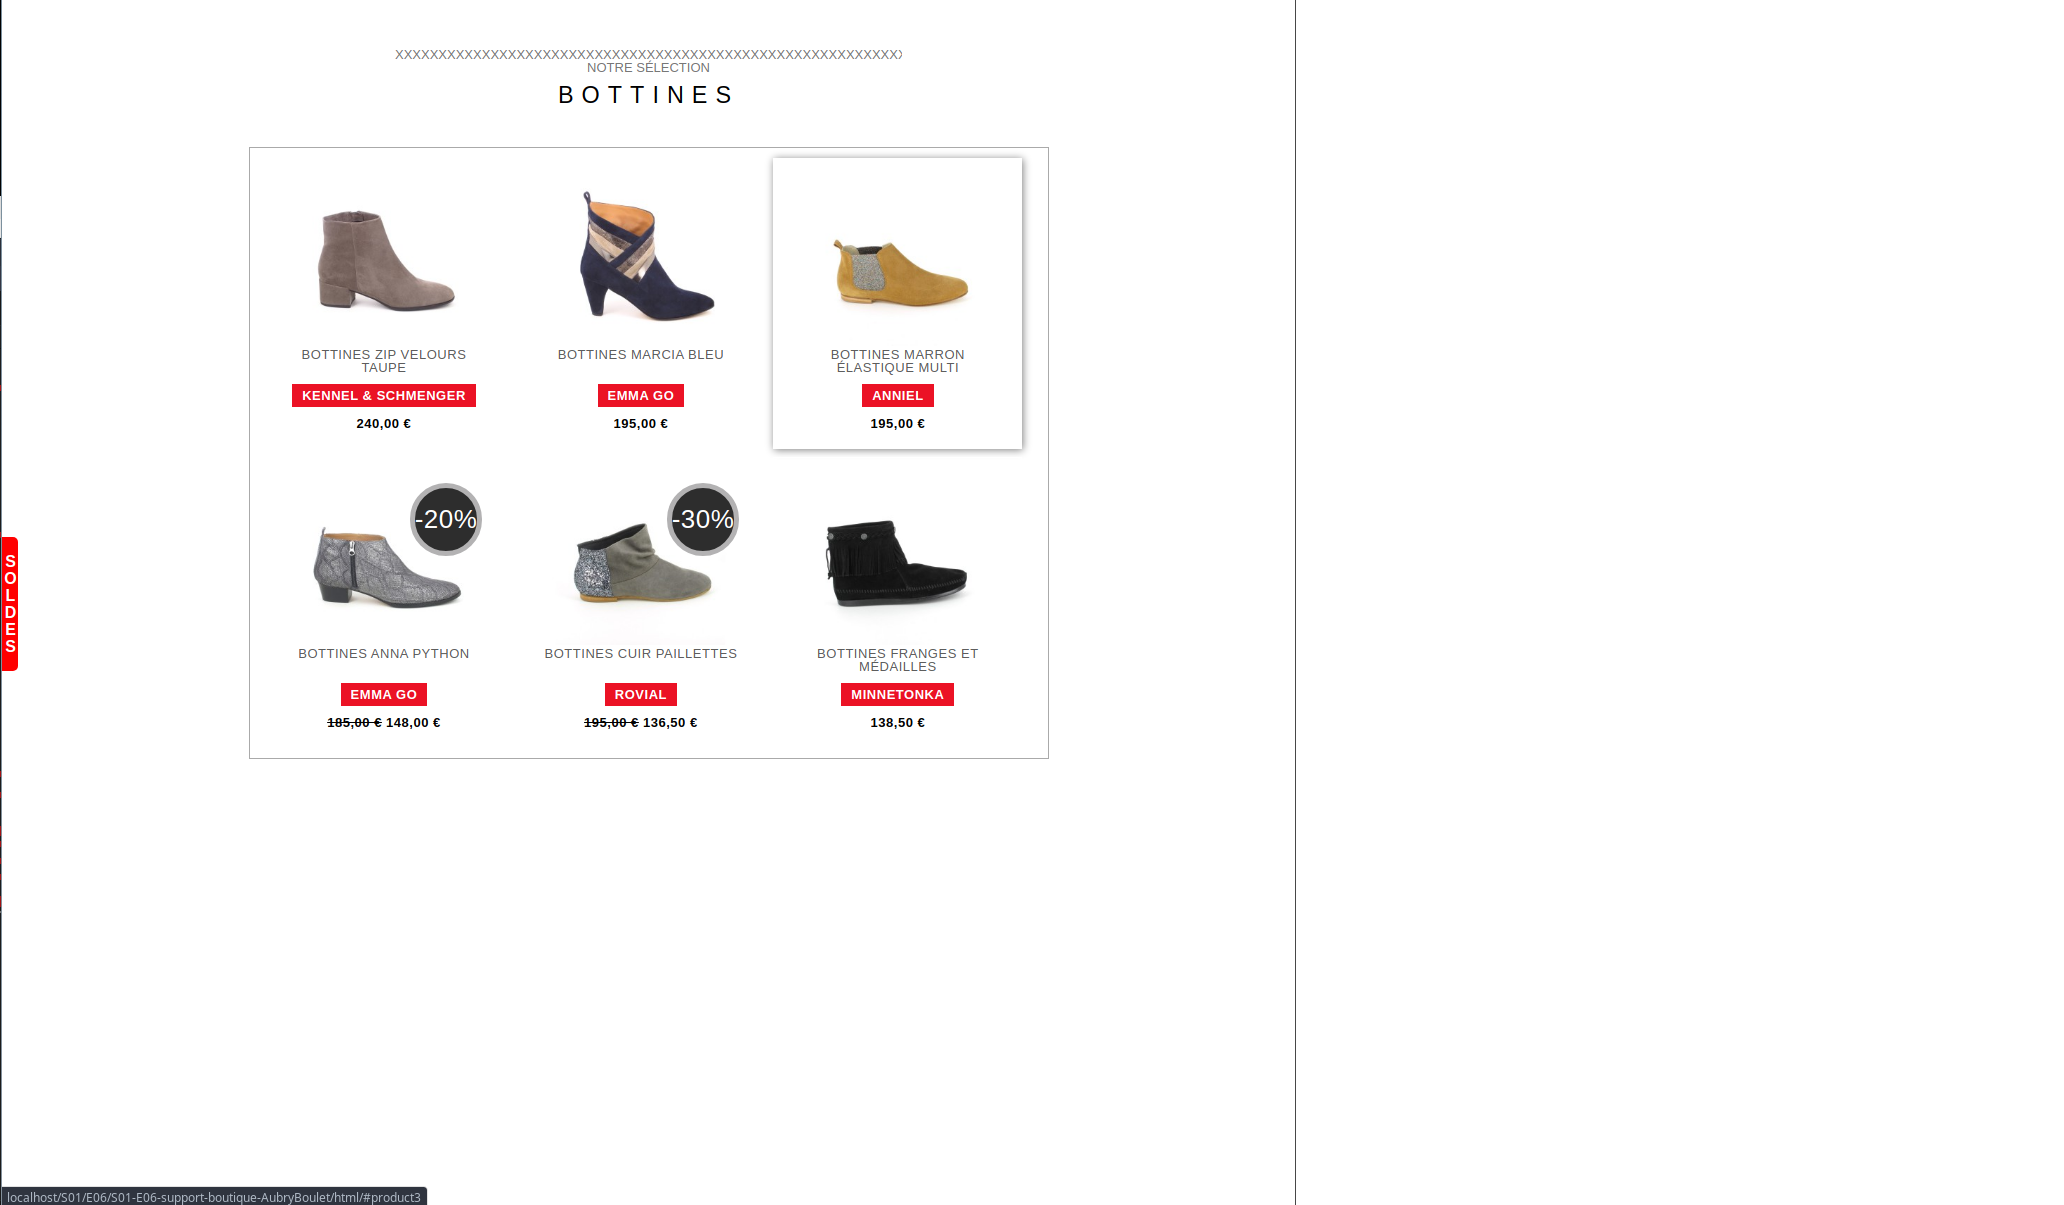 XXXXXXXXXXXXXXXXXXXXXXXXXXXXXXXXXXXXXXXXXXXXXXXXXXXXXXXXXXX
NOTRE SÉLECTION
BOTTINES
BOTTINES ZIP VELOURS
TAUPE
KENNEL & SCHMENGER
240,00 €
BOTTINES MARCIA BLEU
EMMA GO
195,00 €
BOTTINES MARRON
ÉLASTIQUE MULTI
ANNIEL
195,00 €
-20%
BOTTINES ANNA PYTHON
EMMA GO
185,00 € 148,00 €
-30%
BOTTINES CUIR PAILLETTES
ROVIAL
195,00 € 136,50 €
BOTTINES FRANGES ET
MÉDAILLES
MINNETONKA
138,50 €
SOLDES
localhost/S01/E06/S01-E06-support-boutique-AubryBoulet/html/#product3